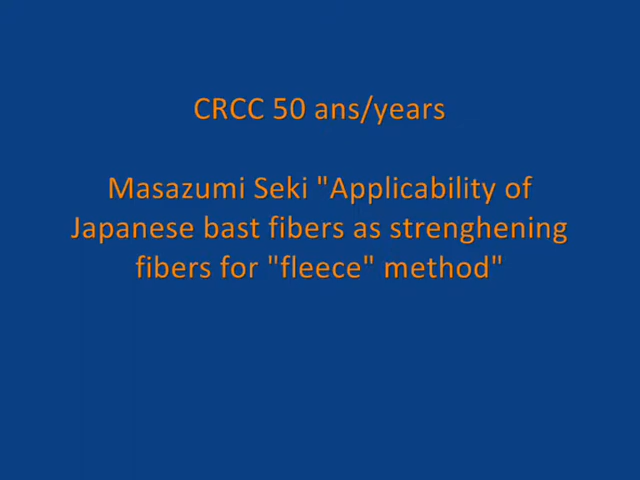 CRCC 50 ans/years
Masazumi Seki "Applicability of
Japanese bast fibers as strenghening
fibers for "fleece" method"